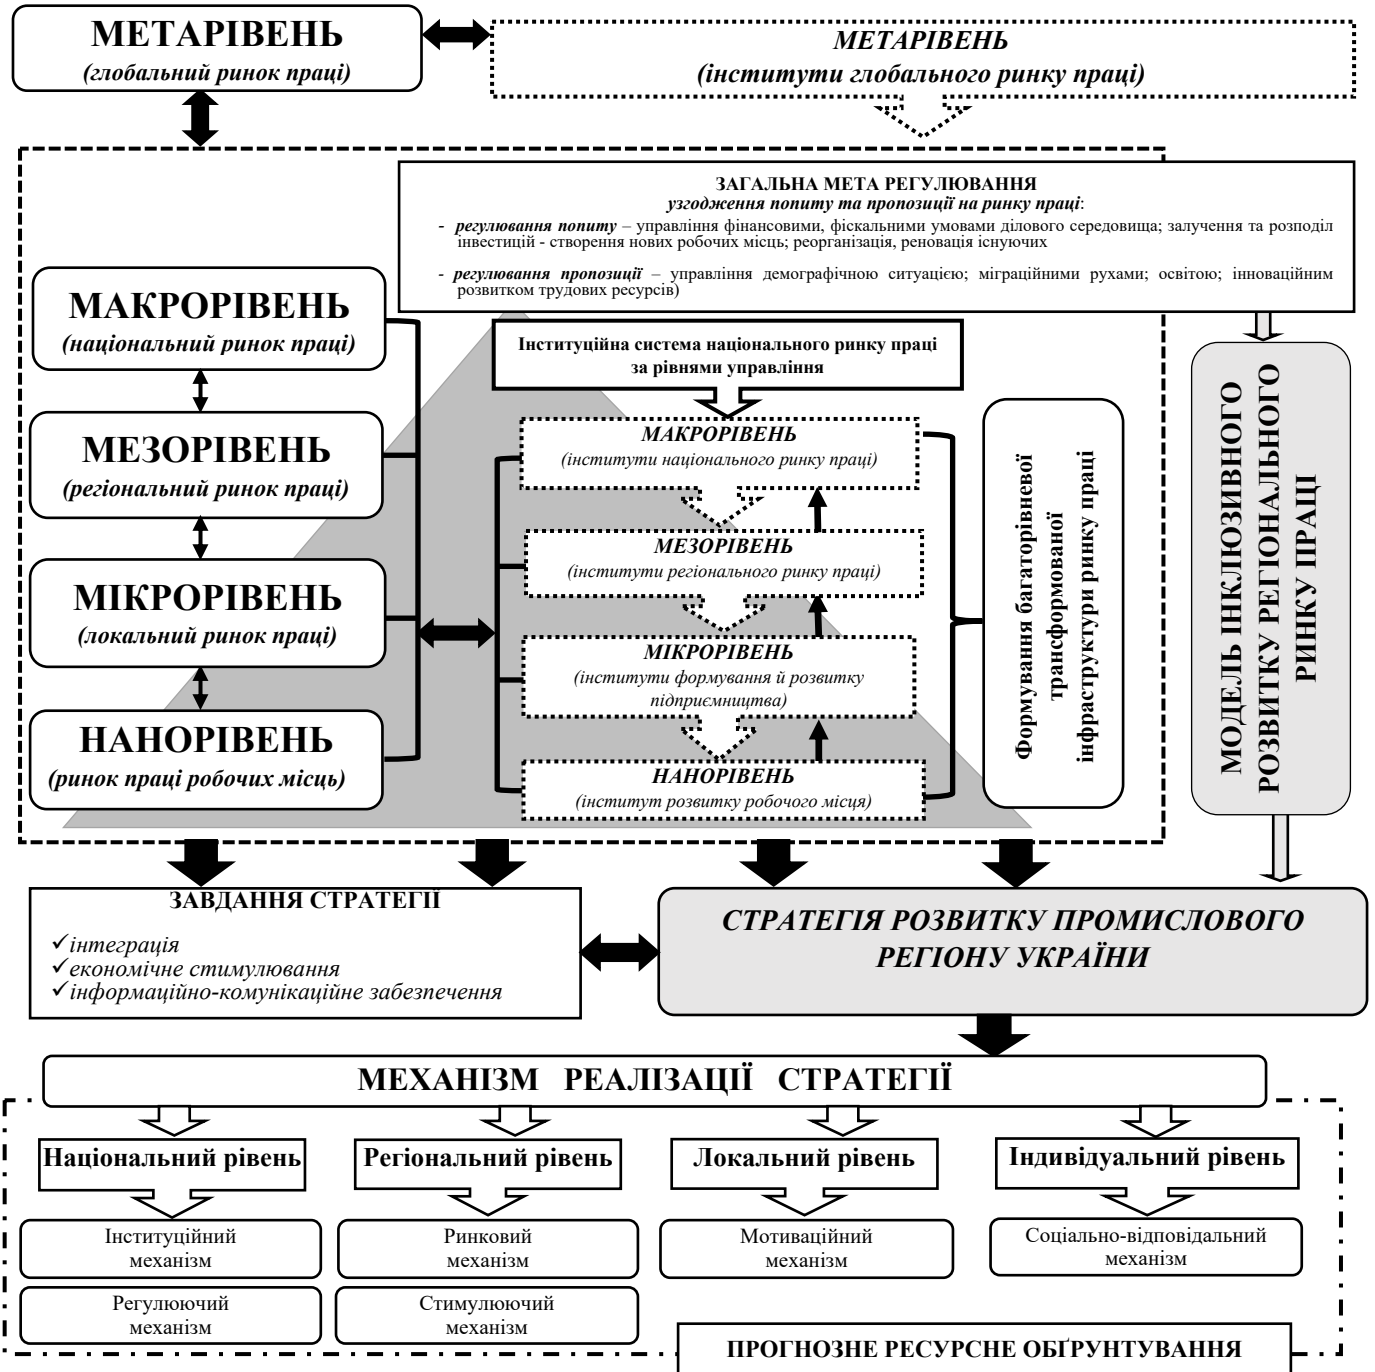 МЕТАРІВЕНЬ
(глобальний ринок праці)
МЕТАРІВЕНЬ
(інститути глобального ринку праці)
ЗАГАЛЬНА МЕТА РЕГУЛЮВАННЯ
узгодження попиту та пропозиції на ринку праці:
- регулювання попиту – управління фінансовими, фіскальними умовами ділового середовища; залучення та розподіл
інвестицій - створення нових робочих місць; реорганізація, реновація існуючих
- регулювання пропозиції – управління демографічною ситуацією; міграційними рухами; освітою; інноваційним
розвитком трудових ресурсів)
МАКРОРІВЕНЬ
(національний ринок праці)
МЕЗОРІВЕНЬ
(регіональний ринок праці)
МІКРОРІВЕНЬ
(локальний ринок праці)
НАНОРІВЕНЬ
(ринок праці робочих місць)
Інституційна система національного ринку праці
за рівнями управління
МАКРОРІВЕНЬ
(інститути національного ринку праці)
МЕЗОРІВЕНЬ
(інститути регіонального ринку праці)
МІКРОРІВЕНЬ
(інститути формування й розвитку
підприємництва)
НАНОРІВЕНЬ
(інститут розвитку робочого місця)
Формування багаторівневої
трансформованої
інфраструктури ринку праці
МОДЕЛЬ ІНКЛЮЗИВНОГО
РОЗВИТКУ РЕГІОНАЛЬНОГО
РИНКУ ПРАЦІ
ЗАВДАННЯ СТРАТЕГІЇ
✓інтеграція
✓економічне стимулювання
✓інформаційно-комунікаційне забезпечення
СТРАТЕГІЯ РОЗВИТКУ ПРОМИСЛОВОГО
РЕГІОНУ УКРАЇНИ
МЕХАНІЗМ РЕАЛІЗАЦІЇ СТРАТЕГІЇ
Національний рівень
Регіональний рівень
Локальний рівень
Індивідуальний рівень
Інституційний
механізм
Ринковий
механізм
Мотиваційний
механізм
Соціально-відповідальний
механізм
Регулюючий
механізм
Стимулюючий
механізм
ПРОГНОЗНЕ РЕСУРСНЕ ОБҐРУНТУВАННЯ